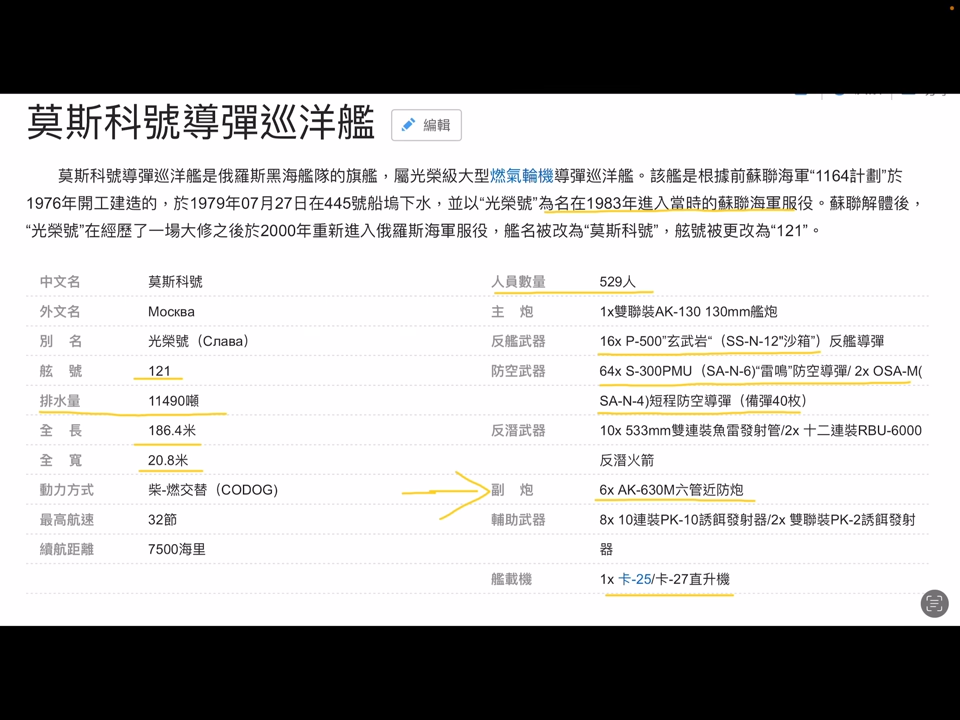 莫斯科號導彈巡洋艦
編輯
莫斯科號導彈巡洋艦是俄羅斯黑海艦隊的旗艦，屬光榮級大型燃氣輪機導彈巡洋艦。該艦是根據前蘇聯海軍“1164計劃”於
1976年開工建造的，於1979年07月27日在445號船塢下水，並以“光榮號”為名在1983年進入當時的蘇聯海軍服役。蘇聯解體後，
“光榮號”在經歷了一場大修之後於2000年重新進入俄羅斯海軍服役，艦名被改為“莫斯科號”，舷號被更改為“121”。
中文名 莫斯科號
外文名 Москва
別 名 光榮號（Слава）
舷 號 121
排水量 11490噸
全 長 186.4米
全 寬 20.8米
動力方式 柴-燃交替（CODOG）
最高航速 32節
續航距離 7500海里
人員數量 529人
主 炮 1x雙聯裝AK-130 130mm艦炮
反艦武器 16x P-500”玄武岩“（SS-N-12"沙箱"）反艦導彈
防空武器 64x S-300PMU（SA-N-6)“雷鳴”防空導彈/ 2x OSA-M(
SA-N-4)短程防空導彈（備彈40枚）
反潛武器 10x 533mm雙連裝魚雷發射管/2x 十二連裝RBU-6000
反潛火箭
副 炮 6x AK-630M六管近防炮
輔助武器 8x 10連裝PK-10誘餌發射器/2x 雙聯裝PK-2誘餌發射
器
艦載機 1x 卡-25/卡-27直升機